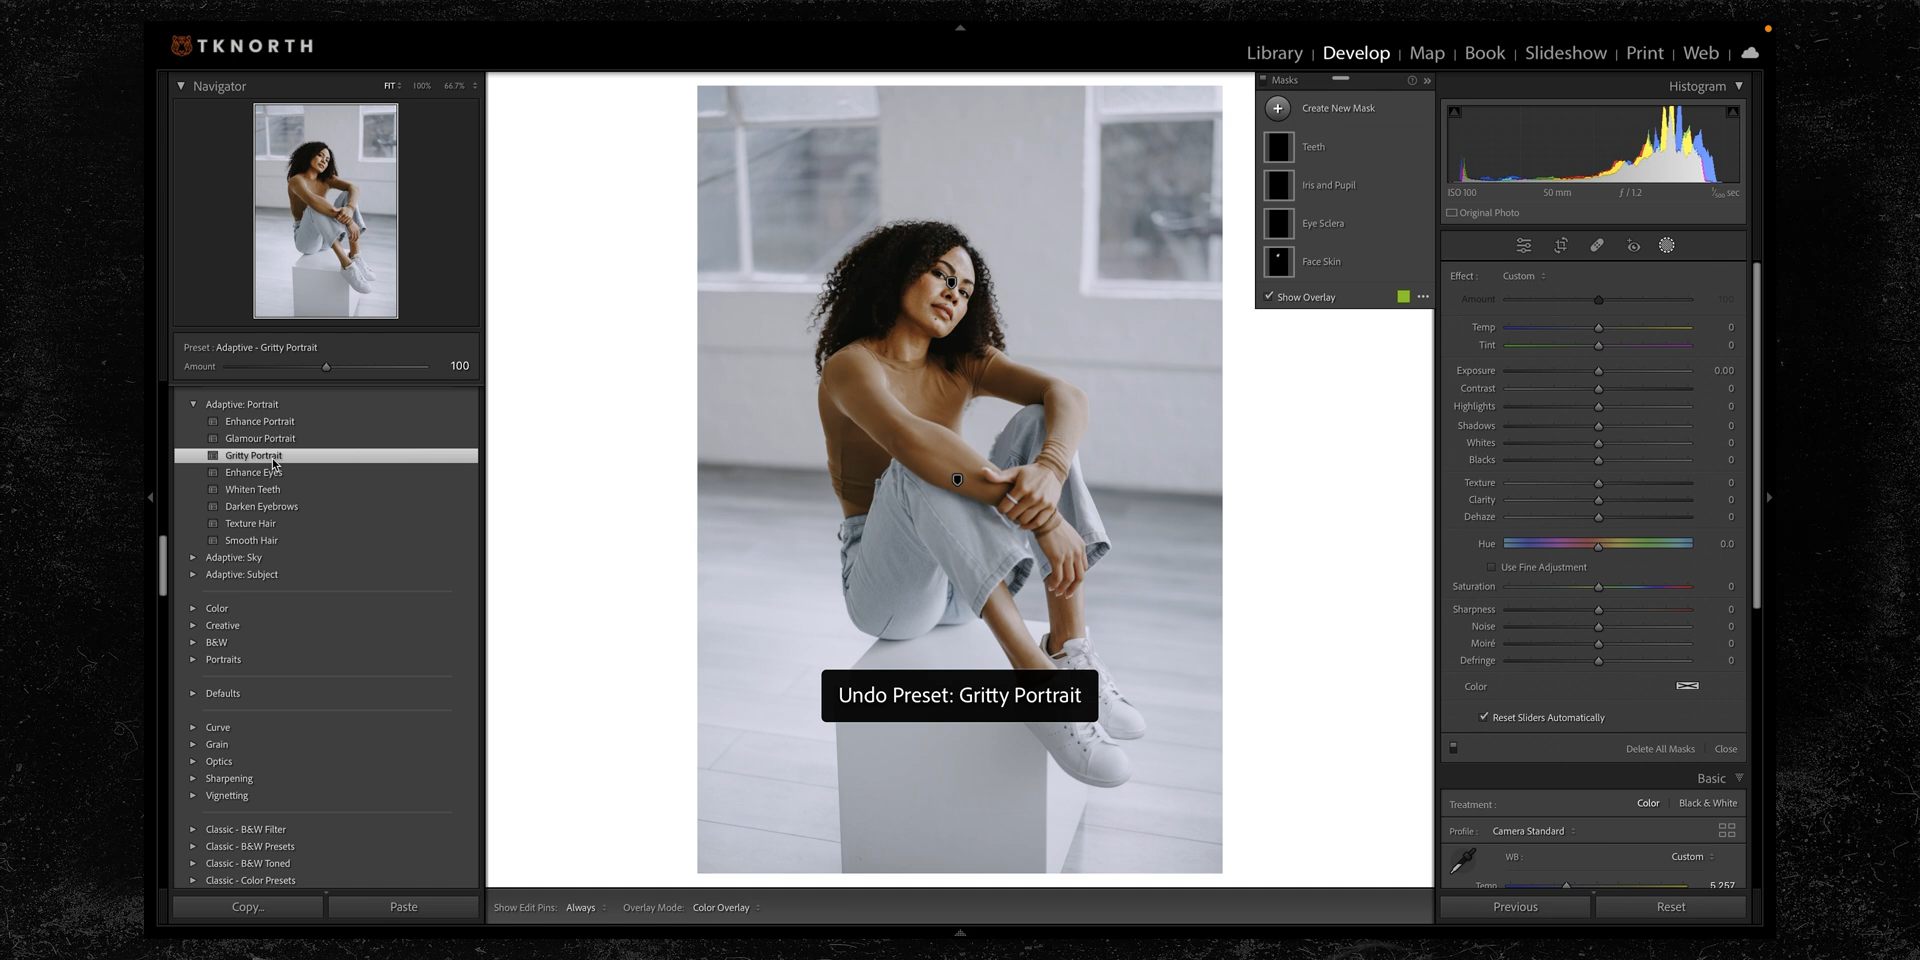 TKNORTH
Library | Develop | Map | Book | Slideshow | Print | Web |
Navigator
FIT 100% 66.7%
Preset : Adaptive - Gritty Portrait
Amount 100
Adaptive: Portrait
Enhance Portrait
Glamour Portrait
Gritty Portrait
Enhance Eyes
Whiten Teeth
Darken Eyebrows
Texture Hair
Smooth Hair
Adaptive: Sky
Adaptive: Subject
Color
Creative
B&W
Portraits
Defaults
Curve
Grain
Optics
Sharpening
Vignetting
Classic - B&W Filter
Classic - B&W Presets
Classic - B&W Toned
Classic - Color Presets
Copy... Paste
Undo Preset: Gritty Portrait
Show Edit Pins: Always Overlay Mode: Color Overlay
Masks
Create New Mask
Teeth
Iris and Pupil
Eye Sclera
Face Skin
Show Overlay
Histogram
ISO 100 50 mm ƒ / 1.2 sec
Original Photo
Effect : Custom
Amount 100
Temp 0
Tint 0
Exposure 0.00
Contrast 0
Highlights 0
Shadows 0
Whites 0
Blacks 0
Texture 0
Clarity 0
Dehaze 0
Hue 0.0
Use Fine Adjustment
Saturation 0
Sharpness 0
Noise 0
Moiré 0
Defringe 0
Color
Reset Sliders Automatically
Delete All Masks | Close
Basic
Treatment : Color | Black & White
Profile : Camera Standard
WB : Custom
Temp 5,257
Previous Reset